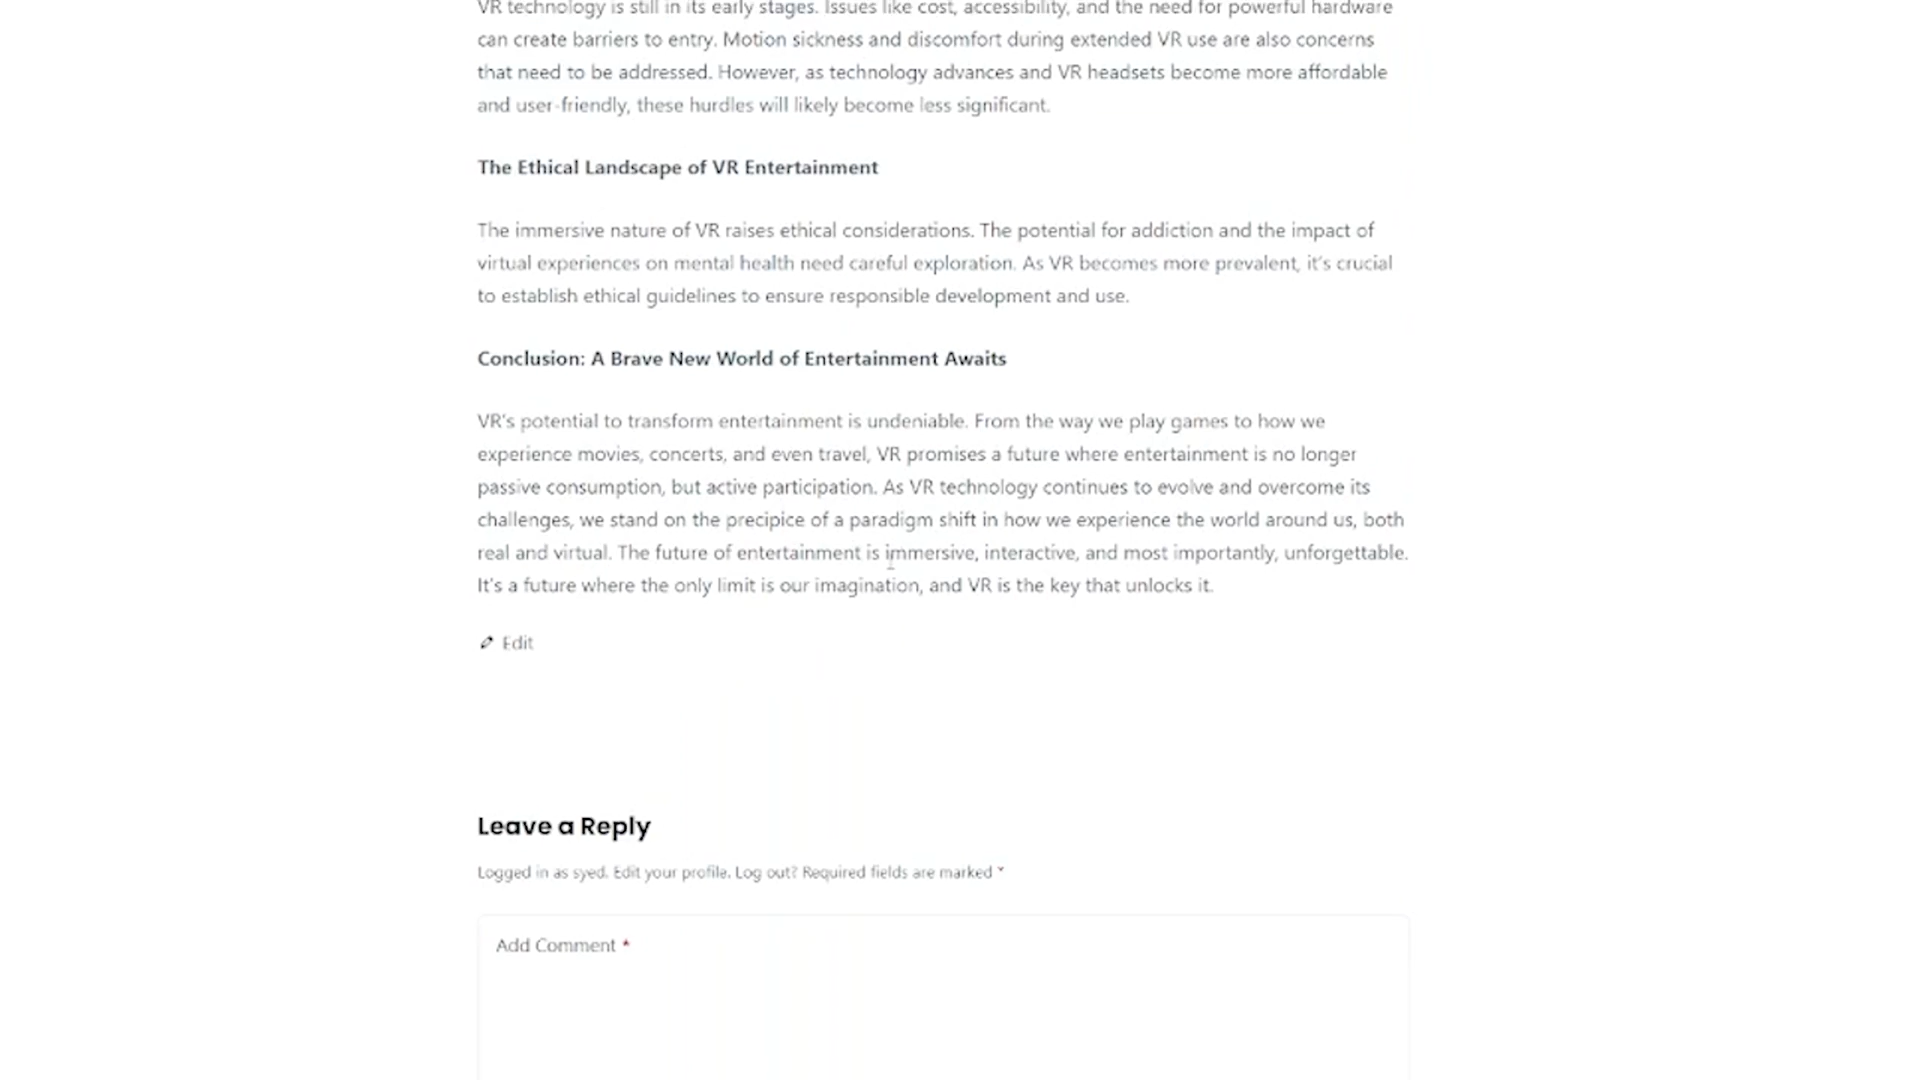 VR technology is still in its early stages. Issues like cost, accessibility, and the need for powerful hardware
can create barriers to entry. Motion sickness and discomfort during extended VR use are also concerns
that need to be addressed. However, as technology advances and VR headsets become more affordable
and user-friendly, these hurdles will likely become less significant.
The Ethical Landscape of VR Entertainment
The immersive nature of VR raises ethical considerations. The potential for addiction and the impact of
virtual experiences on mental health need careful exploration. As VR becomes more prevalent, it's crucial
to establish ethical guidelines to ensure responsible development and use.
Conclusion: A Brave New World of Entertainment Awaits
VR's potential to transform entertainment is undeniable. From the way we play games to how we
experience movies, concerts, and even travel, VR promises a future where entertainment is no longer
passive consumption, but active participation. As VR technology continues to evolve and overcome its
challenges, we stand on the precipice of a paradigm shift in how we experience the world around us, both
real and virtual. The future of entertainment is immersive, interactive, and most importantly, unforgettable.
It's a future where the only limit is our imagination, and VR is the key that unlocks it.
Edit
Leave a Reply
Logged in as syed. Edit your profile. Log out? Required fields are marked *
Add Comment *